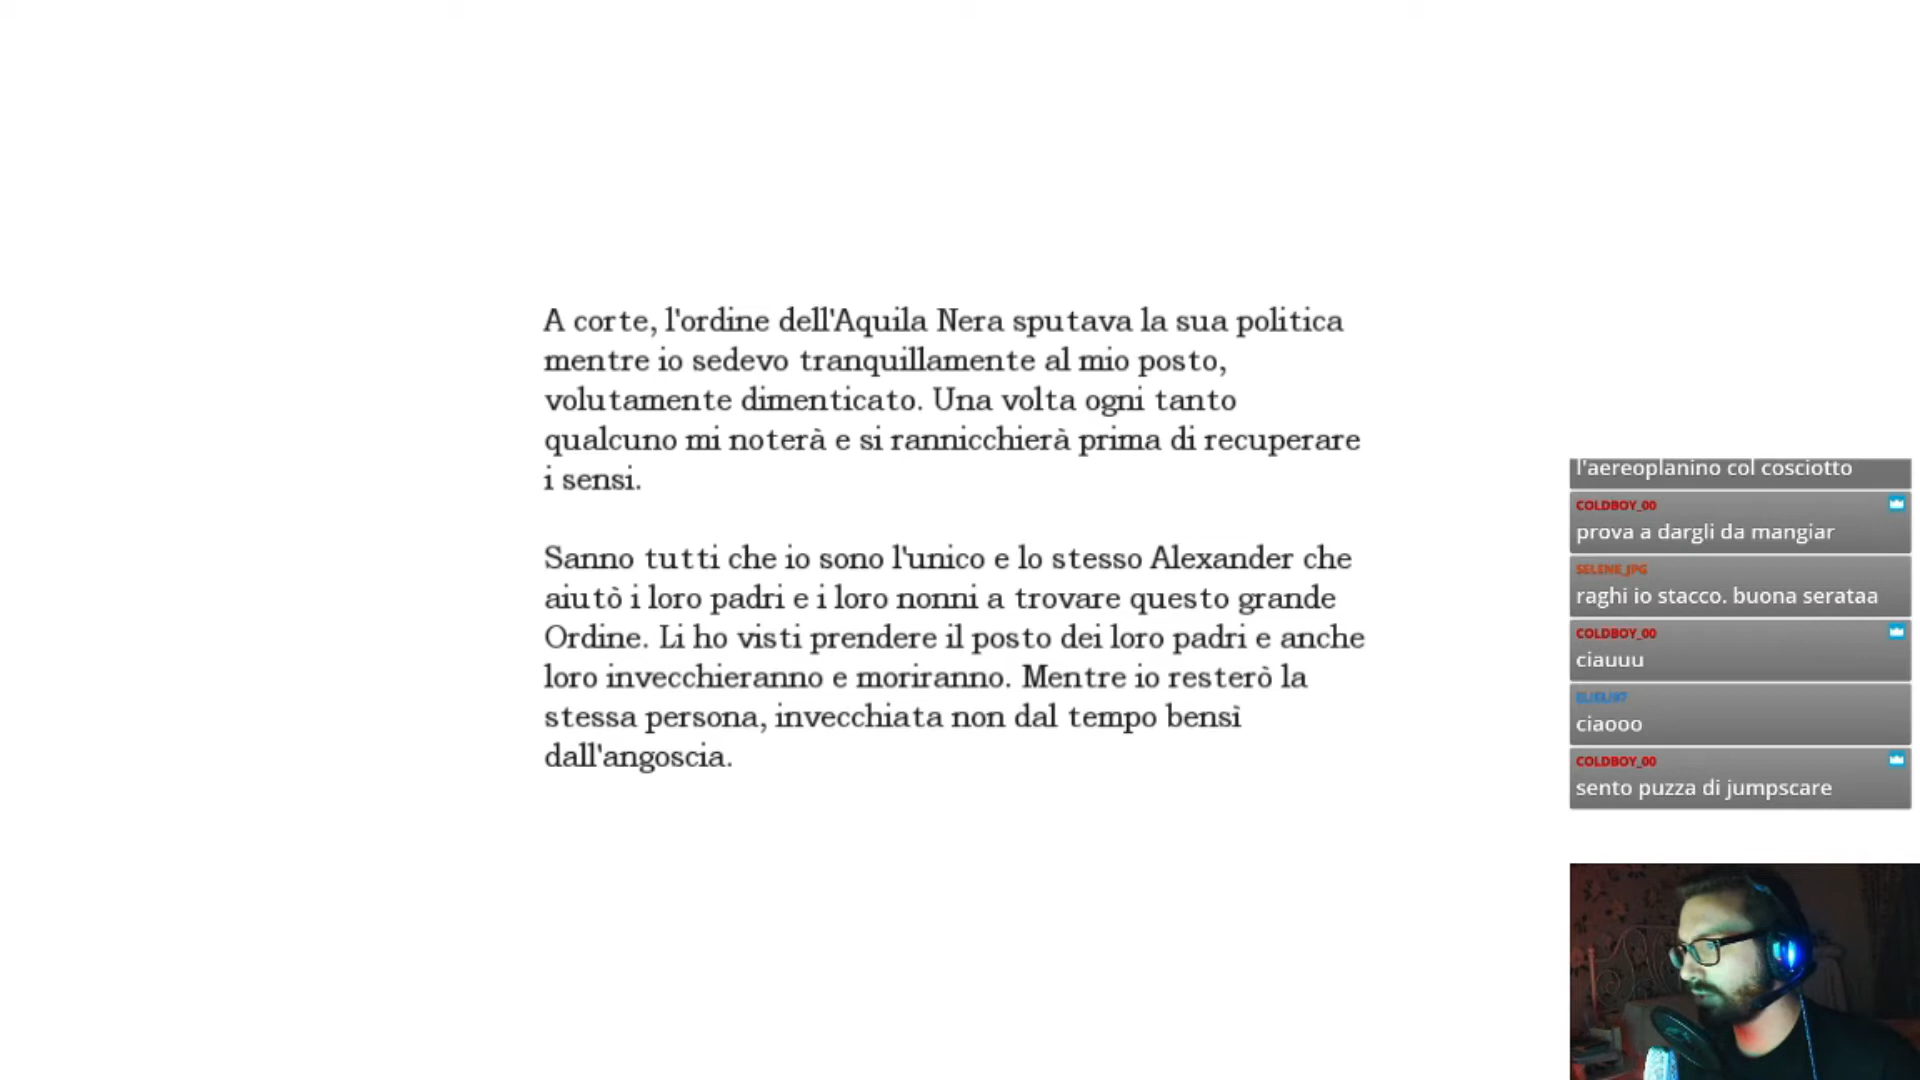 A corte, l'ordine dell'Aquila Nera sputava la sua politica
mentre io sedevo tranquillamente al mio posto,
volutamente dimenticato. Una volta ogni tanto
qualcuno mi noterà e si rannicchierà prima di recuperare
i sensi.
Sanno tutti che io sono l'unico e lo stesso Alexander che
aiutò i loro padri e i loro nonni a trovare questo grande
Ordine. Li ho visti prendere il posto dei loro padri e anche
loro invecchieranno e moriranno. Mentre io resterò la
stessa persona, invecchiata non dal tempo bensì
dall'angoscia.
l'aereoplanino col cosciotto
COLDBOY_00
prova a dargli da mangiar
SELENE_JPG
raghi io stacco. buona serataa
COLDBOY_00
ciauuu
ciaooo
COLDBOY_00
sento puzza di jumpscare